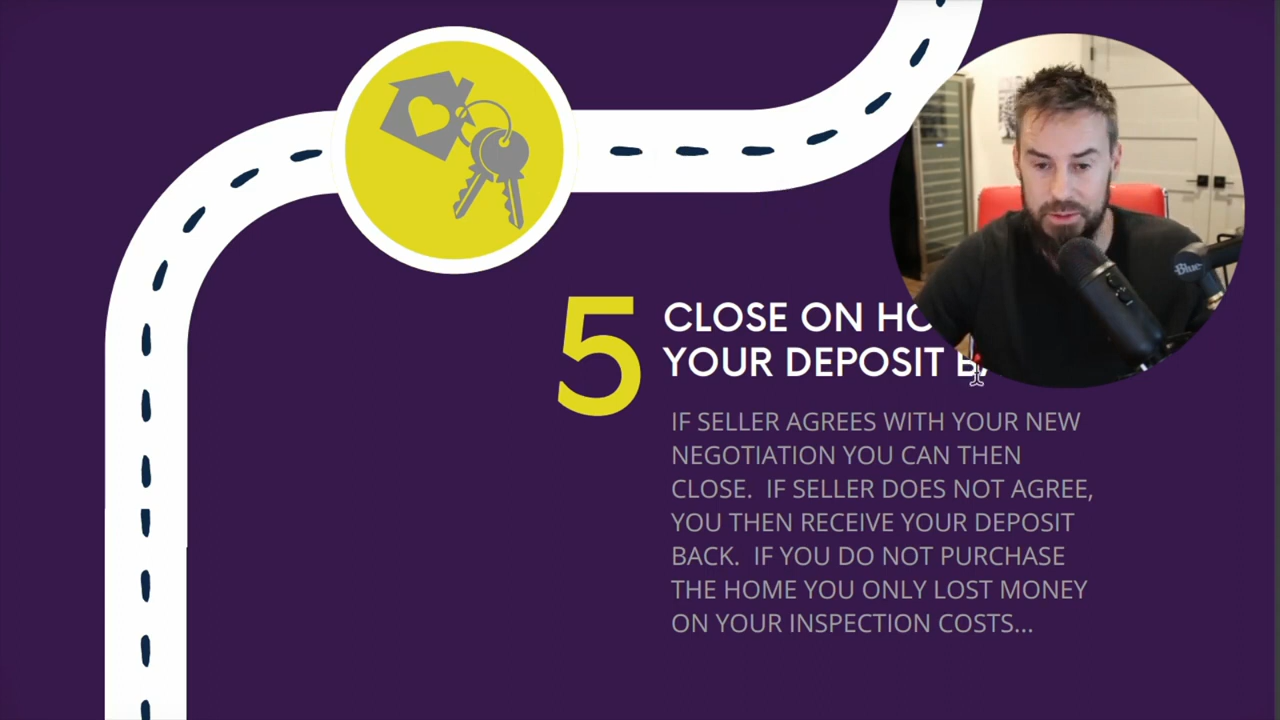 5
CLOSE ON
YOUR DEPOSIT
IF SELLER AGREES WITH YOUR NEW
NEGOTIATION YOU CAN THEN
CLOSE. IF SELLER DOES NOT AGREE,
YOU THEN RECEIVE YOUR DEPOSIT
BACK. IF YOU DO NOT PURCHASE
THE HOME YOU ONLY LOST MONEY
ON YOUR INSPECTION COSTS...
Blue